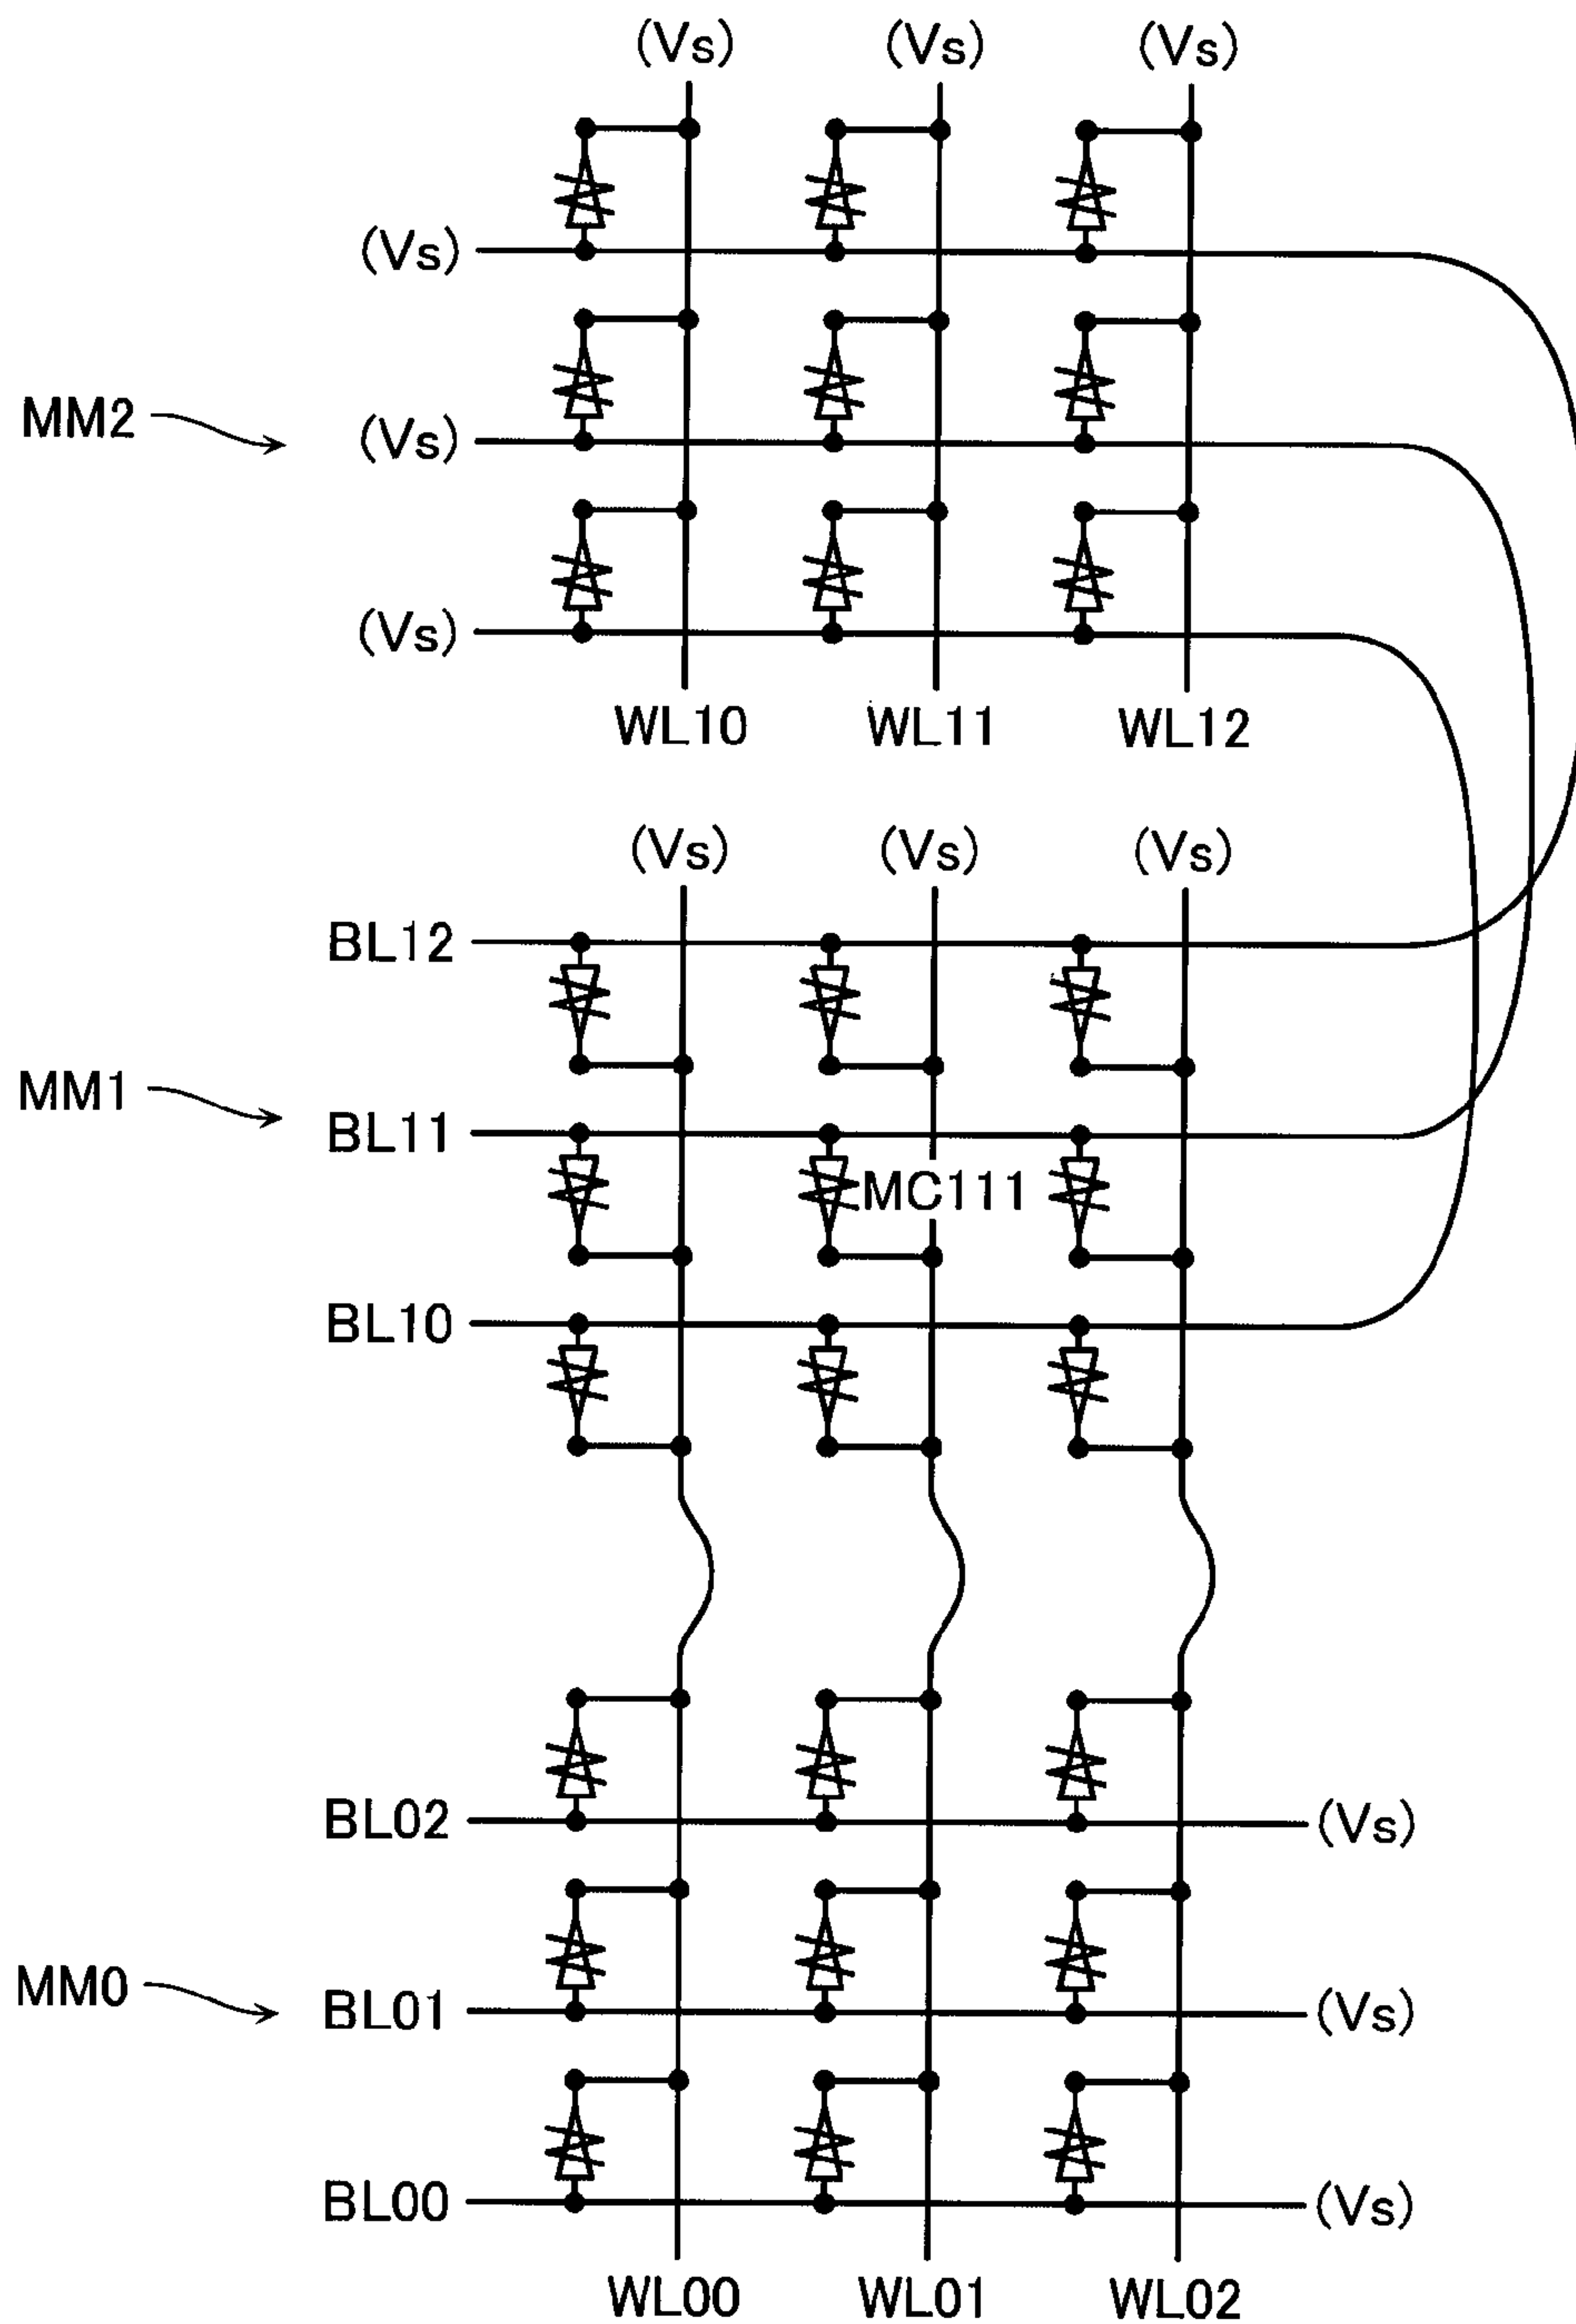 (Vs) (Vs) (Vs)
(Vs)
MM2 (Vs)
(Vs)
WL10 WL11 WL12
(Vs) (Vs) (Vs)
BL12
MM1
BL11
MC111
BL10
BL02 (Vs)
MM0
BL01 (Vs)
BL00 (Vs)
WL00 WL01 WL02